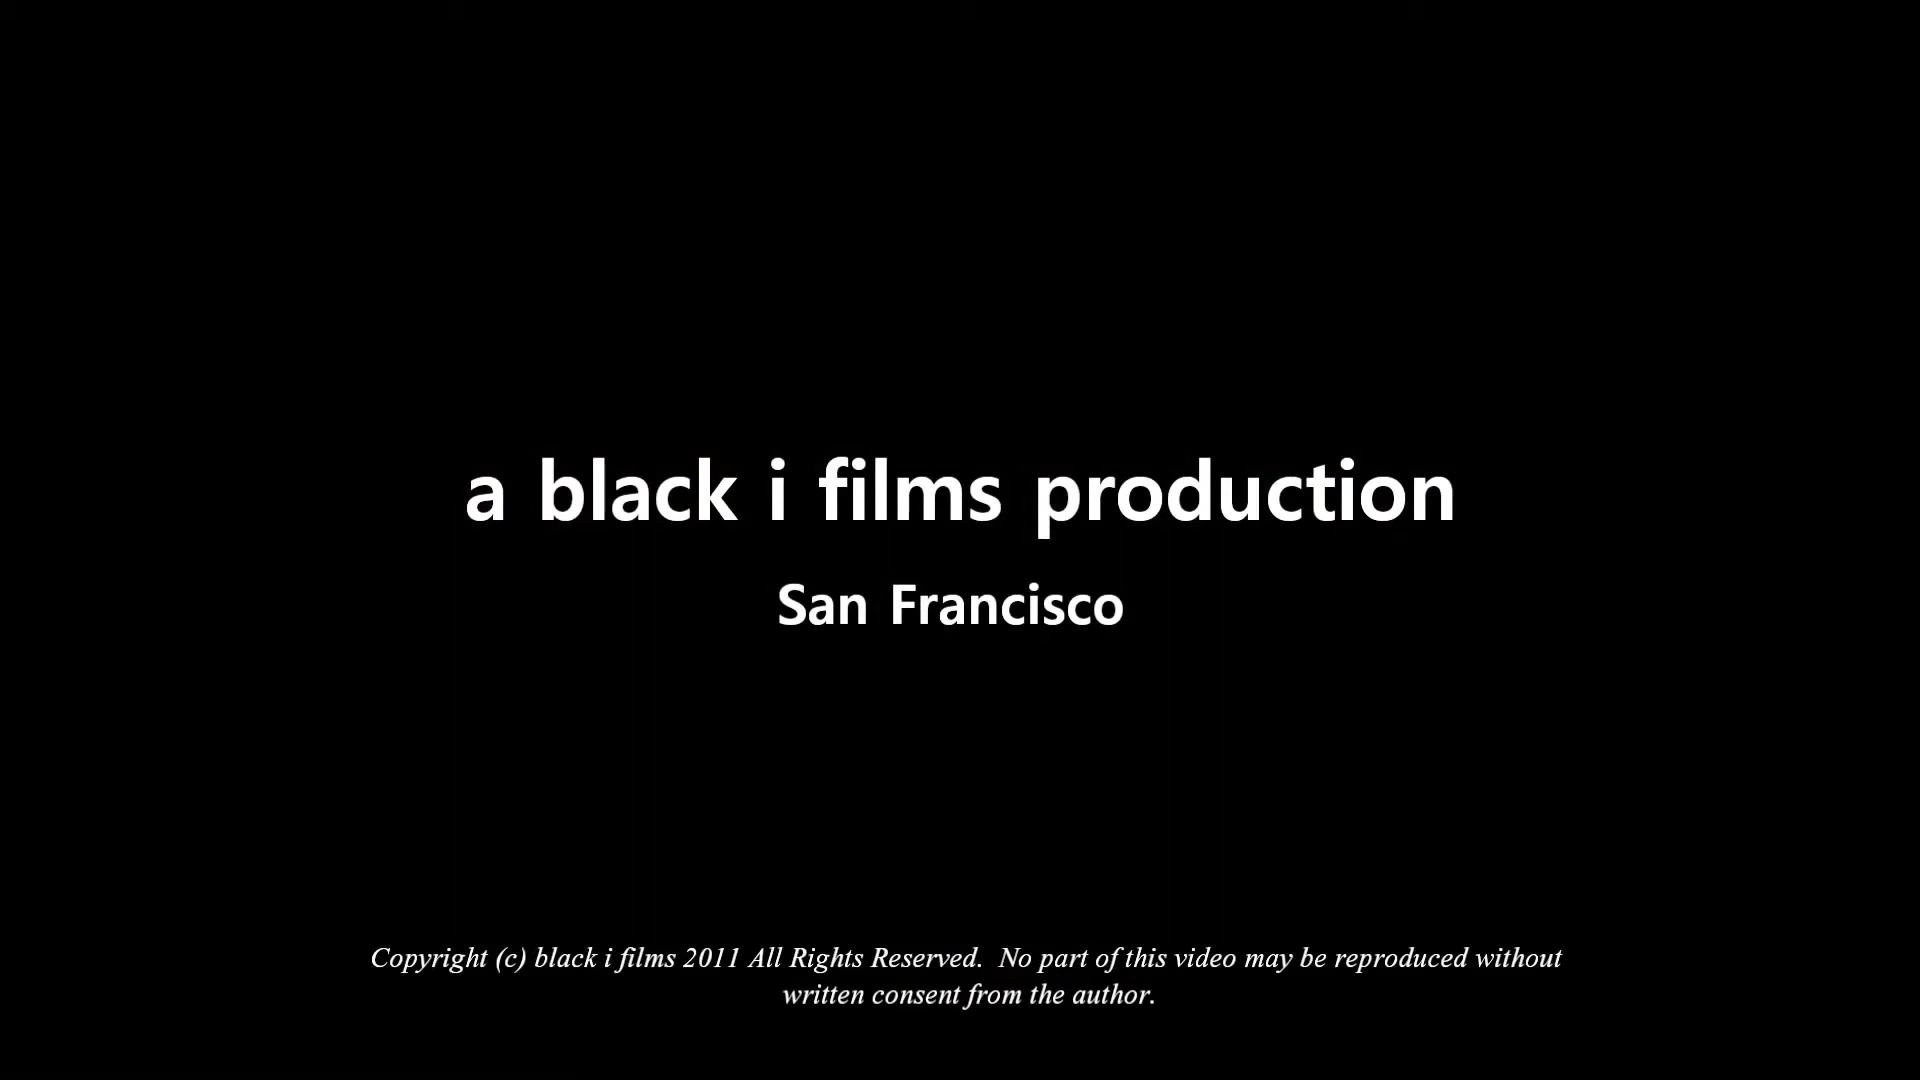 a black i films production
San Francisco
Copyright (c) black i films 2011 All Rights Reserved.  No part of this video may be reproduced without
written consent from the author.